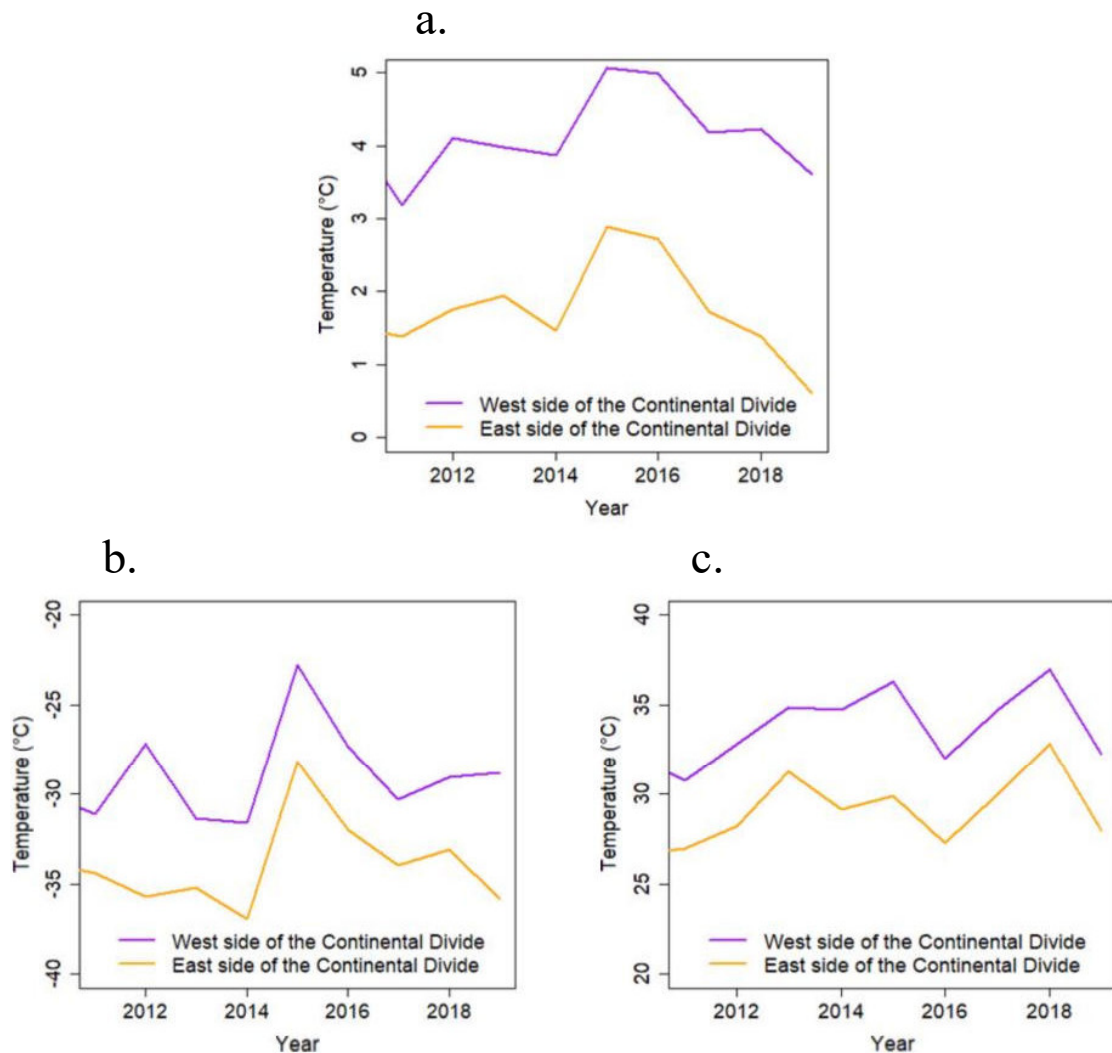 a.
5
4
3
2
1
0
Temperature (°C)
West side of the Continental Divide
East side of the Continental Divide
2012 2014 2016 2018
Year
b.
-20
-25
-30
-35
-40
Temperature (°C)
West side of the Continental Divide
East side of the Continental Divide
2012 2014 2016 2018
Year
c.
40
35
30
25
20
Temperature (°C)
West side of the Continental Divide
East side of the Continental Divide
2012 2014 2016 2018
Year